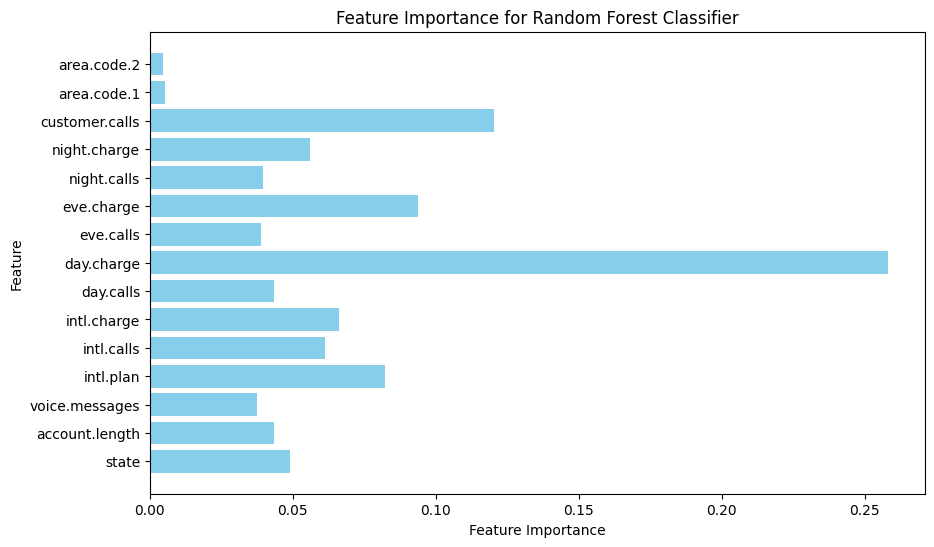 Feature Importance for Random Forest Classifier
area.code.2
area.code.1
customer.calls
night.charge
night.calls
eve.charge
eve.calls
day.charge
day.calls
intl.charge
intl.calls
intl.plan
voice.messages
account.length
state
Feature
0.00 0.05 0.10 0.15 0.20 0.25
Feature Importance